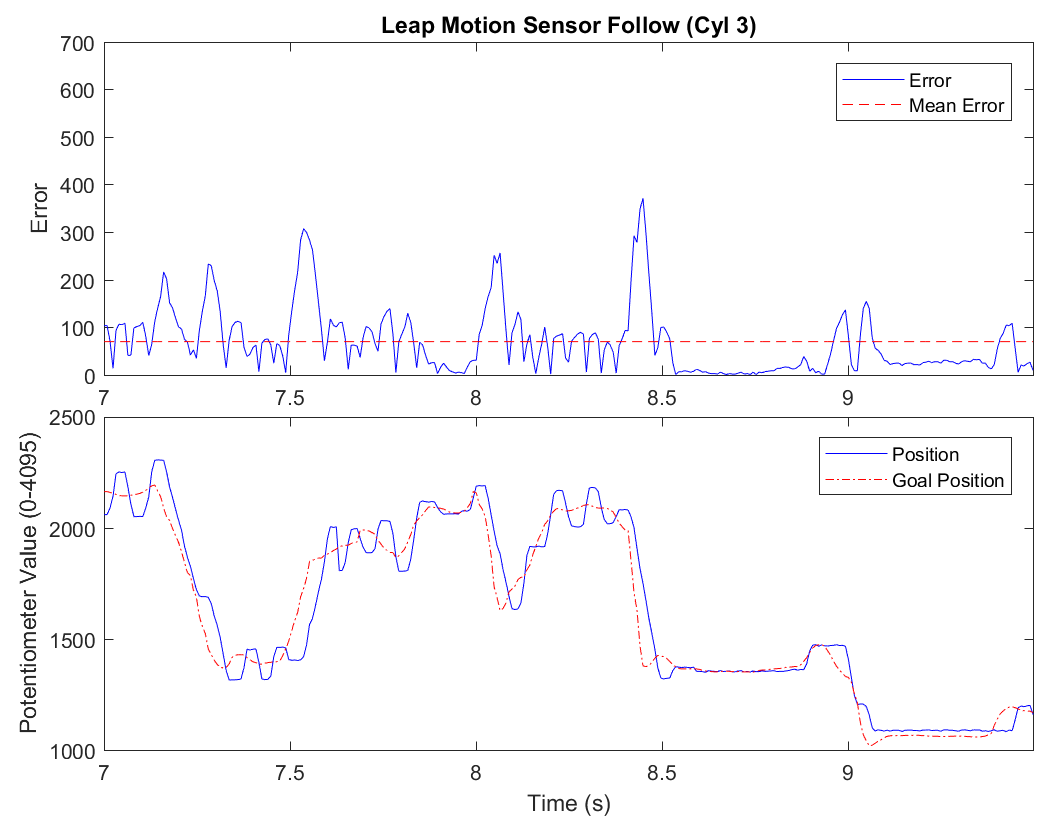 Leap Motion Sensor Follow (Cyl 3)
700
600
500
400
300
200
100
0
Error
Error
Mean Error
7
7.5
8
8.5
9
2500
2000
1500
1000
Potentiometer Value (0-4095)
Position
Goal Position
7
7.5
8
8.5
9
Time (s)